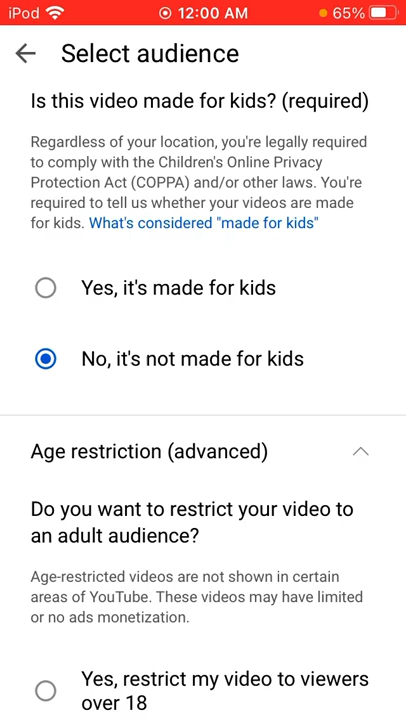 iPod 12:00 AM 65%
Select audience
Is this video made for kids? (required)
Regardless of your location, you're legally required
to comply with the Children's Online Privacy
Protection Act (COPPA) and/or other laws. You're
required to tell us whether your videos are made
for kids. What's considered "made for kids"
Yes, it's made for kids
No, it's not made for kids
Age restriction (advanced)
Do you want to restrict your video to
an adult audience?
Age-restricted videos are not shown in certain
areas of YouTube. These videos may have limited
or no ads monetization.
Yes, restrict my video to viewers
over 18